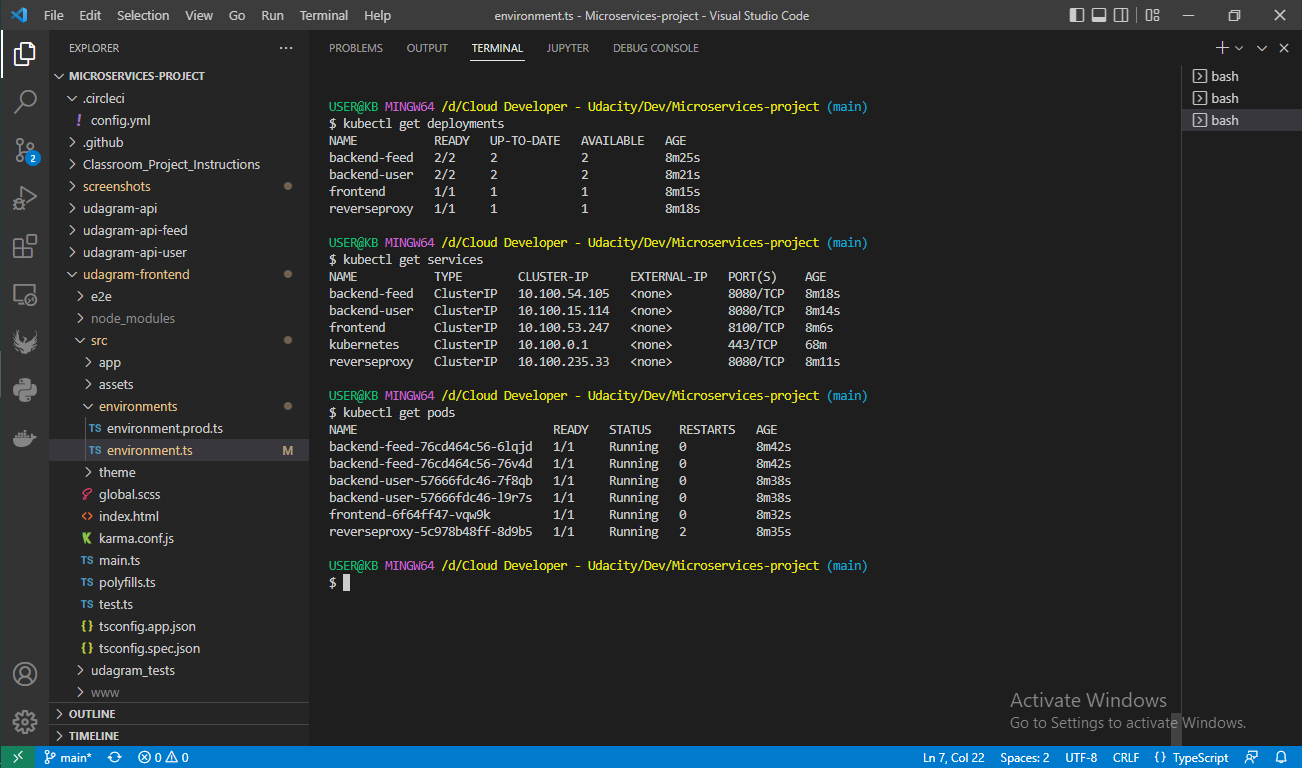 File Edit Selection View Go Run Terminal Help environment.ts - Microservices-project - Visual Studio Code
EXPLORER
MICROSERVICES-PROJECT
.circleci
! config.yml
.github
Classroom_Project_Instructions
screenshots
udagram-api
udagram-api-feed
udagram-api-user
udagram-frontend
e2e
node_modules
src
app
assets
environments
TS environment.prod.ts
TS environment.ts M
theme
global.scss
<> index.html
karma.conf.js
TS main.ts
TS polyfills.ts
TS test.ts
{} tsconfig.app.json
{} tsconfig.spec.json
udagram_tests
www
OUTLINE
TIMELINE
2
PROBLEMS OUTPUT TERMINAL JUPYTER DEBUG CONSOLE
USER@KB MINGW64 /d/Cloud Developer - Udacity/Dev/Microservices-project (main)
$ kubectl get deployments
NAME READY UP-TO-DATE AVAILABLE AGE
backend-feed 2/2 2 2 8m25s
backend-user 2/2 2 2 8m21s
frontend 1/1 1 1 8m15s
reverseproxy 1/1 1 1 8m18s
USER@KB MINGW64 /d/Cloud Developer - Udacity/Dev/Microservices-project (main)
$ kubectl get services
NAME TYPE CLUSTER-IP EXTERNAL-IP PORT(S) AGE
backend-feed ClusterIP 10.100.54.105 <none> 8080/TCP 8m18s
backend-user ClusterIP 10.100.15.114 <none> 8080/TCP 8m14s
frontend ClusterIP 10.100.53.247 <none> 8100/TCP 8m6s
kubernetes ClusterIP 10.100.0.1 <none> 443/TCP 68m
reverseproxy ClusterIP 10.100.235.33 <none> 8080/TCP 8m11s
USER@KB MINGW64 /d/Cloud Developer - Udacity/Dev/Microservices-project (main)
$ kubectl get pods
NAME READY STATUS RESTARTS AGE
backend-feed-76cd464c56-6lqjd 1/1 Running 0 8m42s
backend-feed-76cd464c56-76v4d 1/1 Running 0 8m42s
backend-user-57666fdc46-7f8qb 1/1 Running 0 8m38s
backend-user-57666fdc46-l9r7s 1/1 Running 0 8m38s
frontend-6f64ff47-vqw9k 1/1 Running 0 8m32s
reverseproxy-5c978b48ff-8d9b5 1/1 Running 2 8m35s
USER@KB MINGW64 /d/Cloud Developer - Udacity/Dev/Microservices-project (main)
$
bash
bash
bash
Activate Windows
Go to Settings to activate Windows.
main* 0 0 Ln 7, Col 22 Spaces: 2 UTF-8 CRLF {} TypeScript